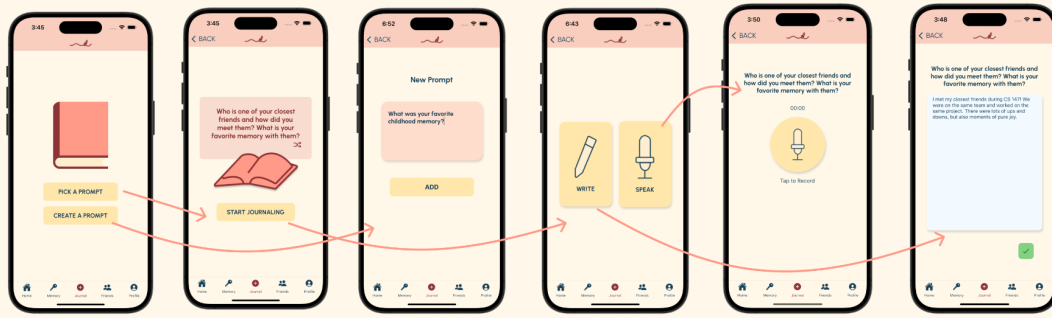 3:45
PICK A PROMPT
CREATE A PROMPT
Home Memory Journal Friends Profile
3:45
BACK
Who is one of your closest
friends and how did you
meet them? What is your
favorite memory with them?
START JOURNALING
Home Memory Journal Friends Profile
6:52
BACK
New Prompt
What was your favorite
childhood memory?
ADD
Home Memory Journal Friends Profile
6:43
BACK
WRITE
SPEAK
Home Memory Journal Friends Profile
3:50
BACK
Who is one of your closest friends and
how did you meet them? What is your
favorite memory with them?
00:00
Tap to Record
Home Memory Journal Friends Profile
3:48
BACK
Who is one of your closest friends and
how did you meet them? What is your
favorite memory with them?
I met my closest friends during CS 147! We
were on the same team and worked on the
same project. There were lots of ups and
downs, but also moments of pure joy.
Home Memory Journal Friends Profile